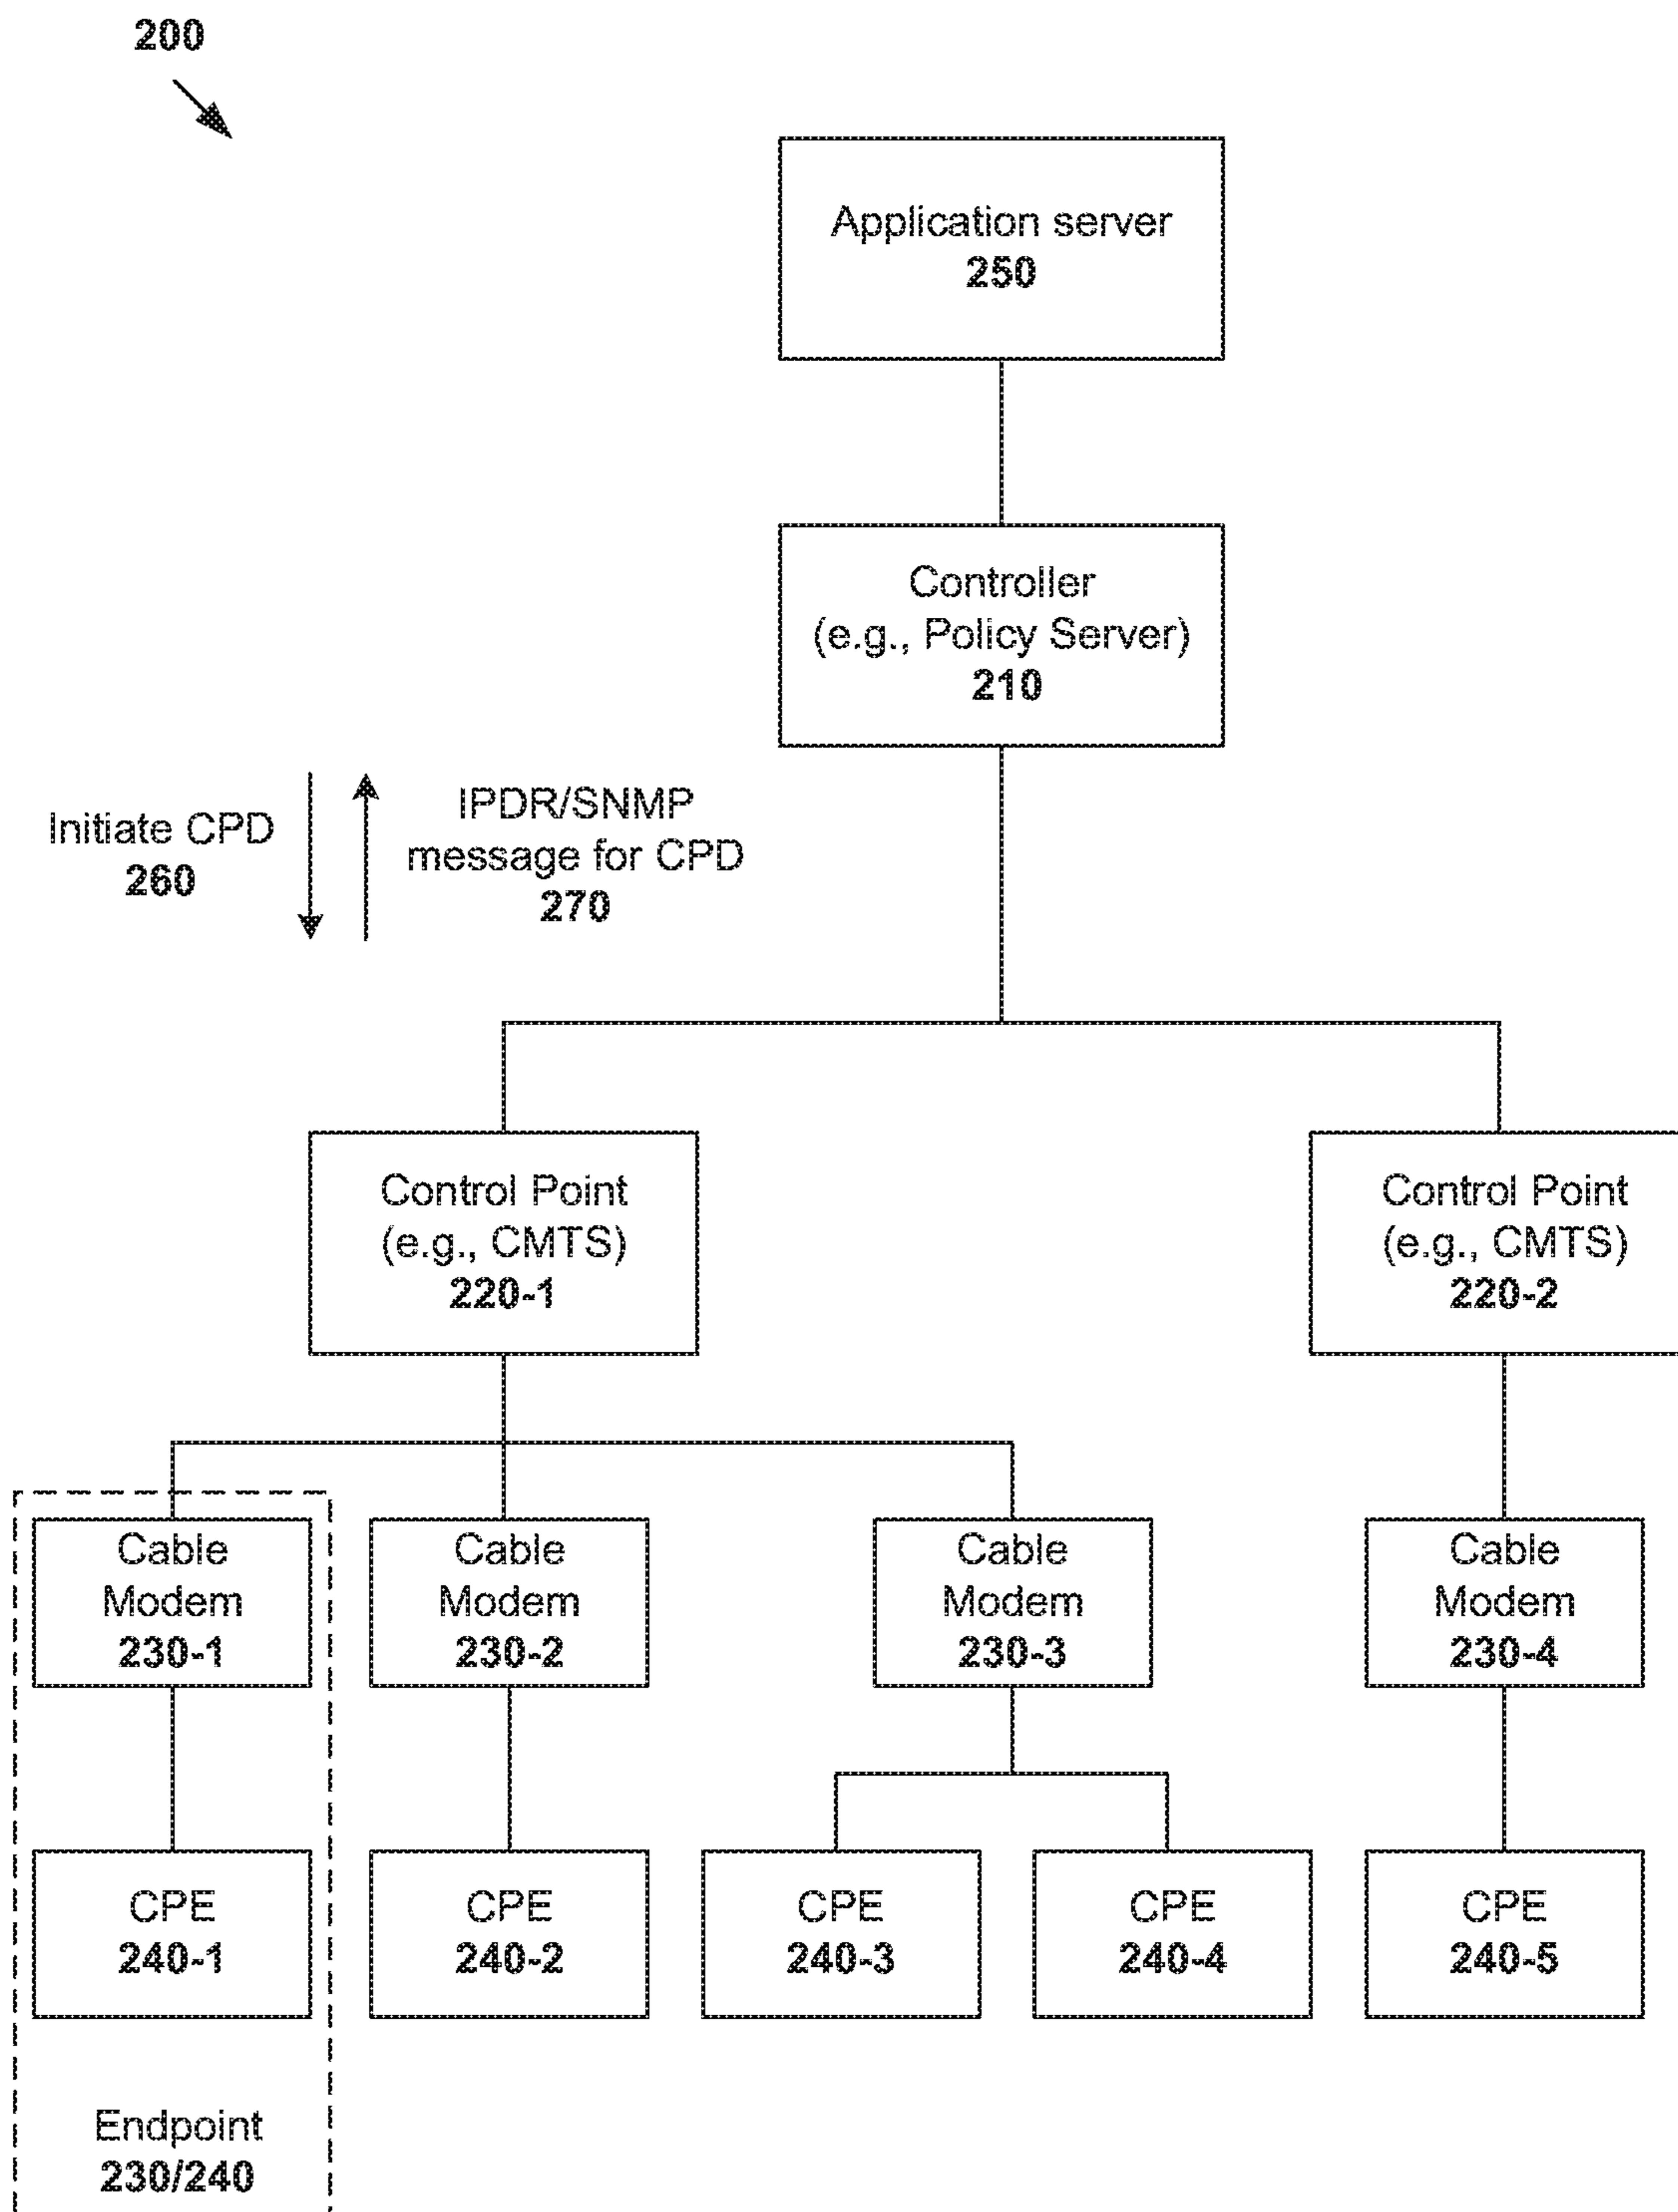 200
Application server
250
Controller
(e.g., Policy Server)
210
Initiate CPD
260
IPDR/SNMP
message for CPD
270
Control Point
(e.g., CMTS)
220-1
Control Point
(e.g., CMTS)
220-2
Cable
Modem
230-1
Cable
Modem
230-2
Cable
Modem
230-3
Cable
Modem
230-4
CPE
240-1
CPE
240-2
CPE
240-3
CPE
240-4
CPE
240-5
Endpoint
230/240